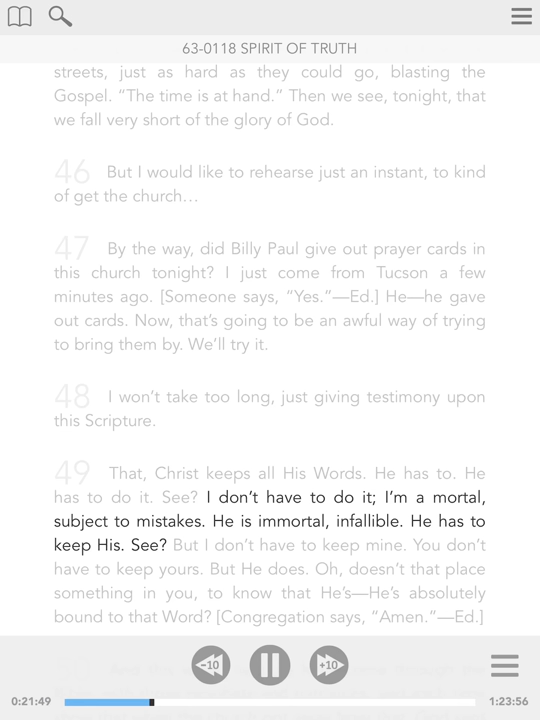 63-0118 SPIRIT OF TRUTH
streets, just as hard as they could go, blasting the
Gospel. “The time is at hand.” Then we see, tonight, that
we fall very short of the glory of God.
46 But I would like to rehearse just an instant, to kind
of get the church…
47 By the way, did Billy Paul give out prayer cards in
this church tonight? I just come from Tucson a few
minutes ago. [Someone says, “Yes.”—Ed.] He—he gave
out cards. Now, that’s going to be an awful way of trying
to bring them by. We’ll try it.
48 I won’t take too long, just giving testimony upon
this Scripture.
49 That, Christ keeps all His Words. He has to. He
has to do it. See? I don’t have to do it; I’m a mortal,
subject to mistakes. He is immortal, infallible. He has to
keep His. See? But I don’t have to keep mine. You don’t
have to keep yours. But He does. Oh, doesn’t that place
something in you, to know that He’s—He’s absolutely
bound to that Word? [Congregation says, “Amen.”—Ed.]
-10 +10
0:21:49 1:23:56